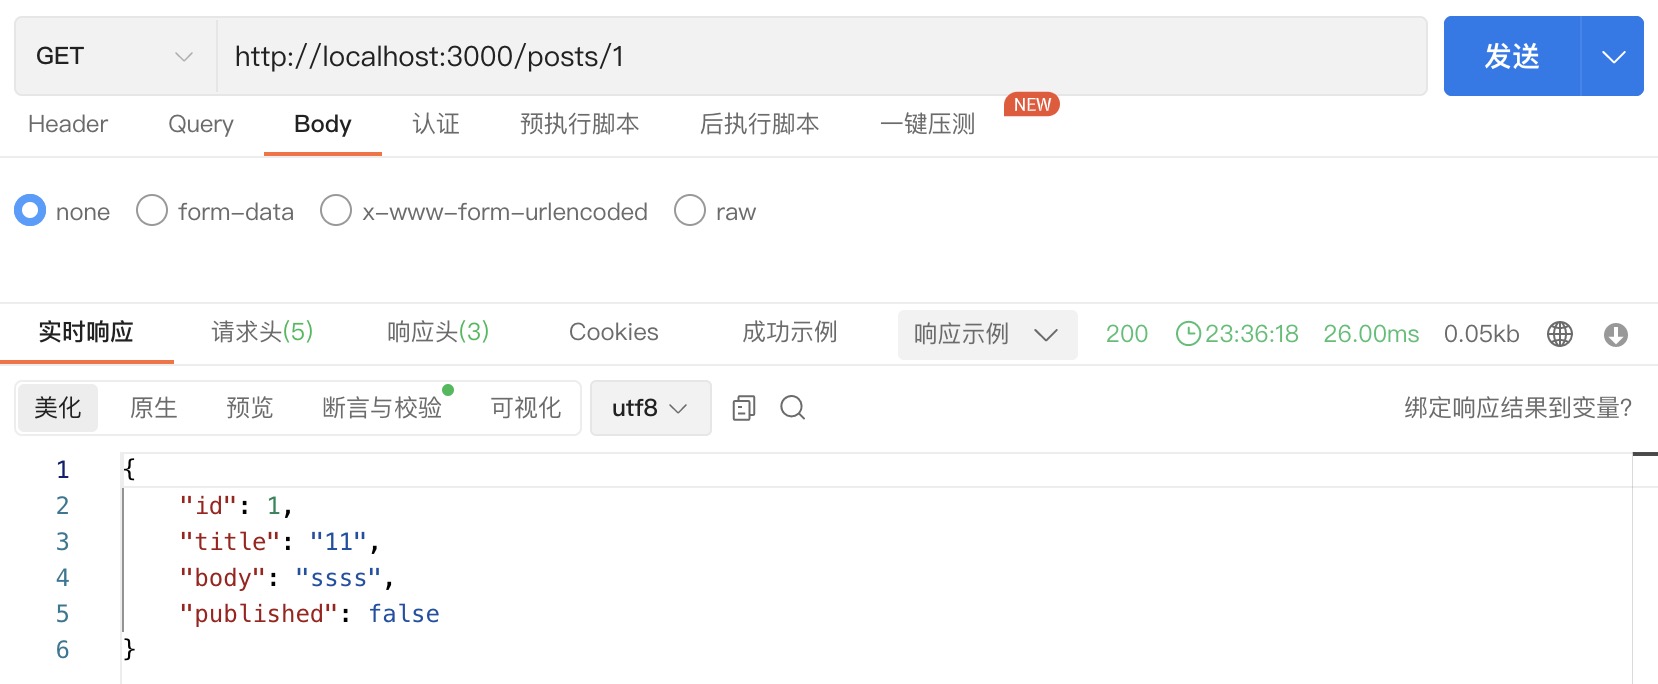 GET http://localhost:3000/posts/1 发送
NEW
Header Query Body 认证 预执行脚本 后执行脚本 一键压测
none form-data x-www-form-urlencoded raw
实时响应 请求头(5) 响应头(3) Cookies 成功示例 响应示例 200 23:36:18 26.00ms 0.05kb
美化 原生 预览 断言与校验 可视化 utf8 绑定响应结果到变量?
1 {
2 "id": 1,
3 "title": "11",
4 "body": "ssss",
5 "published": false
6 }